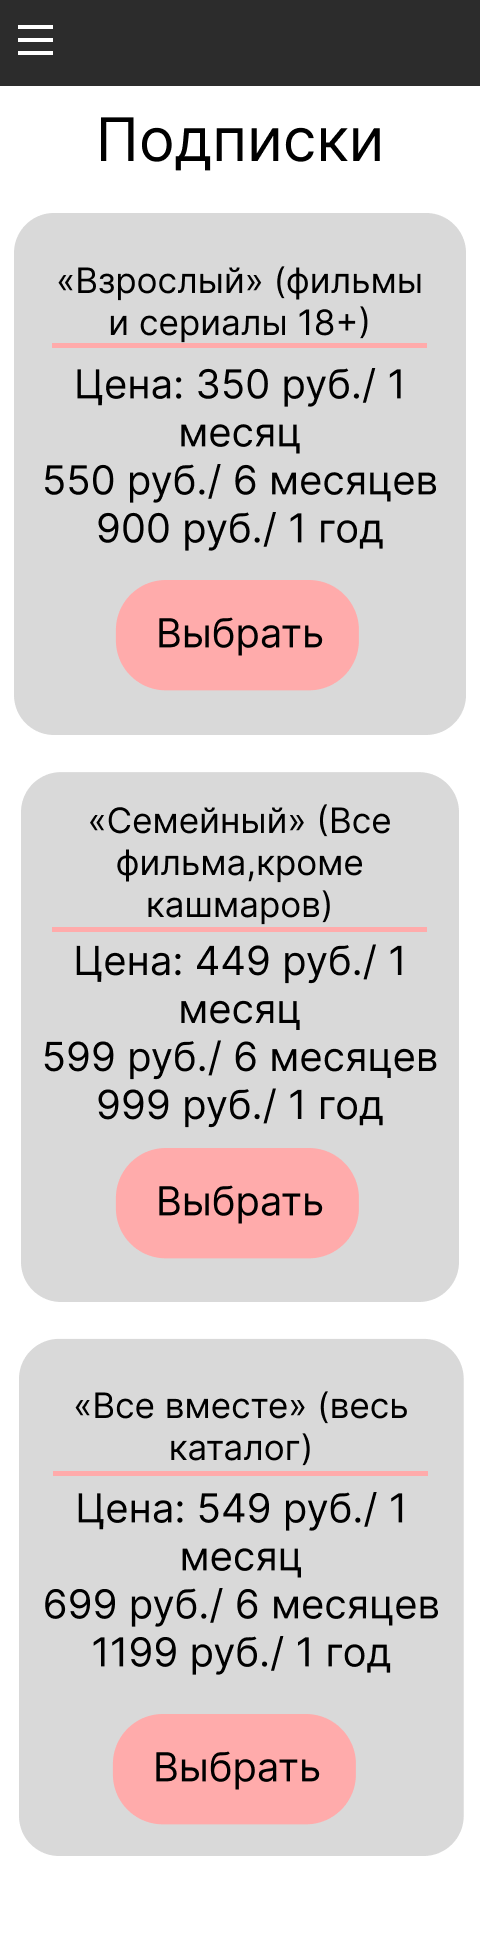 Подписки
«Взрослый» (фильмы
и сериалы 18+)
Цена: 350 руб./ 1
месяц
550 руб./ 6 месяцев
900 руб./ 1 год
Выбрать
«Семейный» (Все
фильма,кроме
кашмаров)
Цена: 449 руб./ 1
месяц
599 руб./ 6 месяцев
999 руб./ 1 год
Выбрать
«Все вместе» (весь
каталог)
Цена: 549 руб./ 1
месяц
699 руб./ 6 месяцев
1199 руб./ 1 год
Выбрать